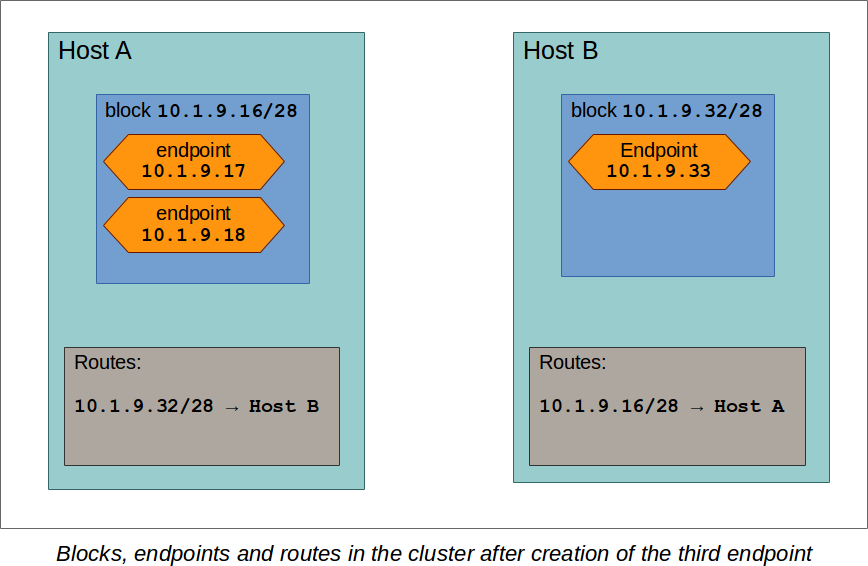 Host A
block 10.1.9.16/28
endpoint
10.1.9.17
endpoint
10.1.9.18
Routes:
10.1.9.32/28 → Host B
Host B
block 10.1.9.32/28
Endpoint
10.1.9.33
Routes:
10.1.9.16/28 → Host A
Blocks, endpoints and routes in the cluster after creation of the third endpoint